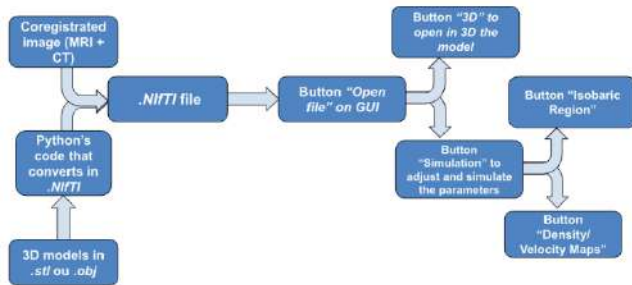 Coregistrated
image (MRI +
CT)
Python's
code that
converts in
.NIfTI
3D models in
.stl ou .obj
.NIfTI file
Button "Open
file" on GUI
Button "3D" to
open in 3D the
model
Button
"Simulation" to
adjust and simulate
the parameters
Button "Isobaric
Region"
Button
"Density/
Velocity Maps"